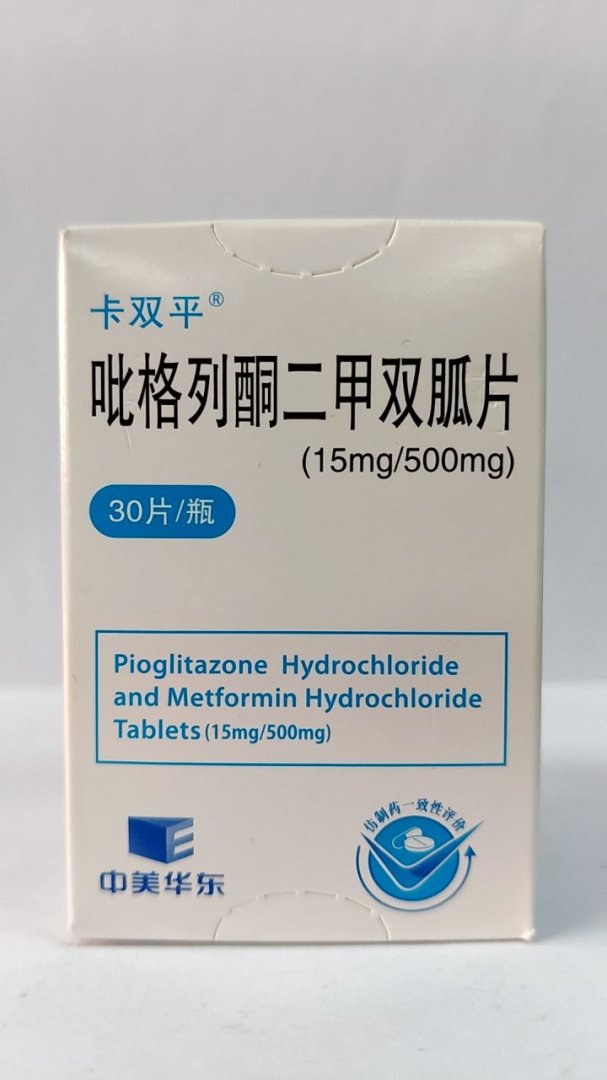 卡双平®
吡格列酮二甲双胍片
(15mg/500mg)
30片/瓶
Pioglitazone Hydrochloride
and Metformin Hydrochloride
Tablets (15mg/500mg)
仿制药一致性评价
中美华东